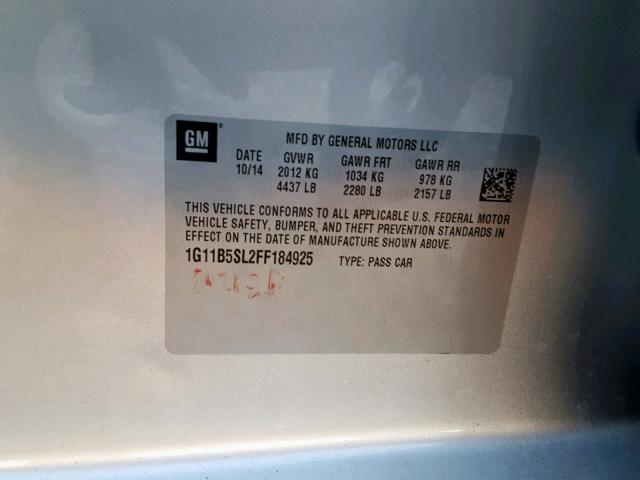 GM®
MFD BY GENERAL MOTORS LLC
DATE GVWR GAWR FRT GAWR RR
10/14 2012 KG 1034 KG 978 KG
4437 LB 2280 LB 2157 LB
THIS VEHICLE CONFORMS TO ALL APPLICABLE U.S. FEDERAL MOTOR
VEHICLE SAFETY, BUMPER, AND THEFT PREVENTION STANDARDS IN
EFFECT ON THE DATE OF MANUFACTURE SHOWN ABOVE.
1G11B5SL2FF184925 TYPE: PASS CAR